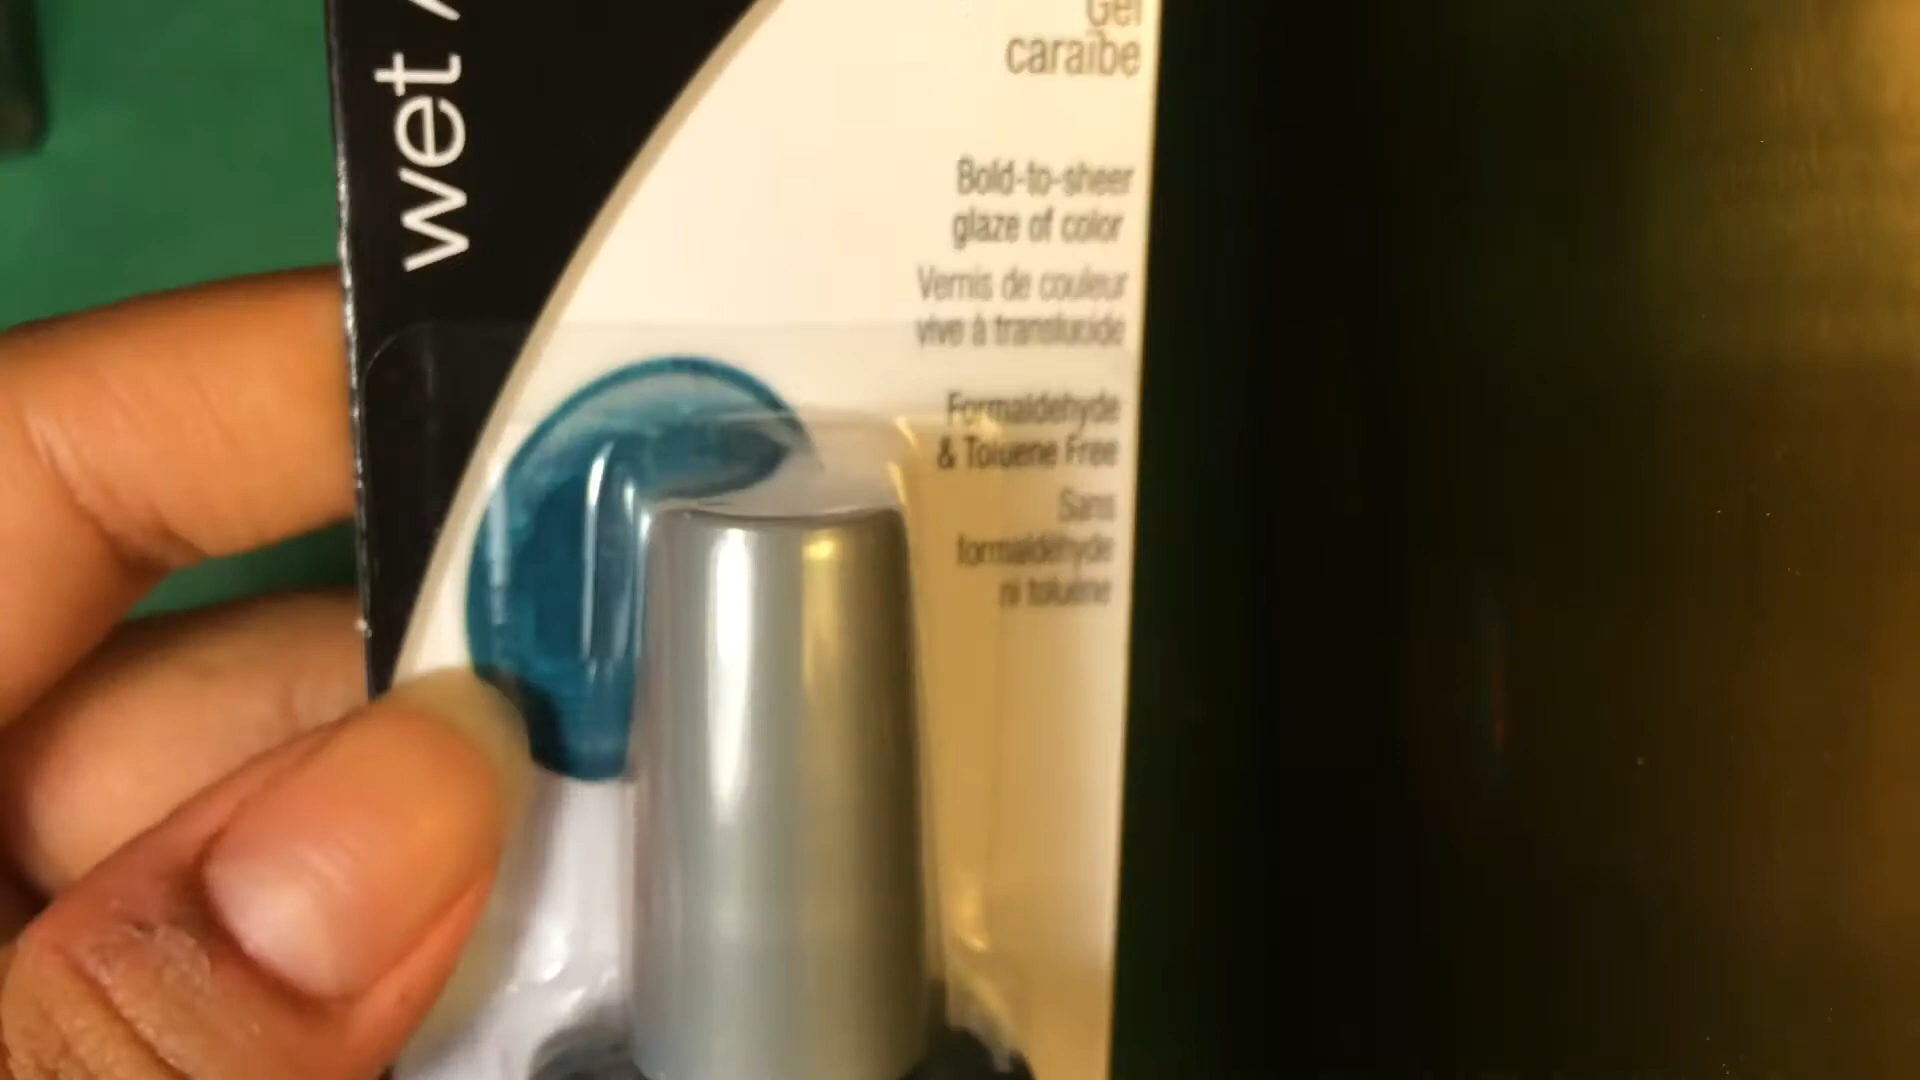 wet
Gel
caraïbe
Bold-to-sheer
glaze of color
Vernis de couleur
vive à translucide
Formaldehyde
& Toluene Free
Sans
formaldéhyde
ni toluène